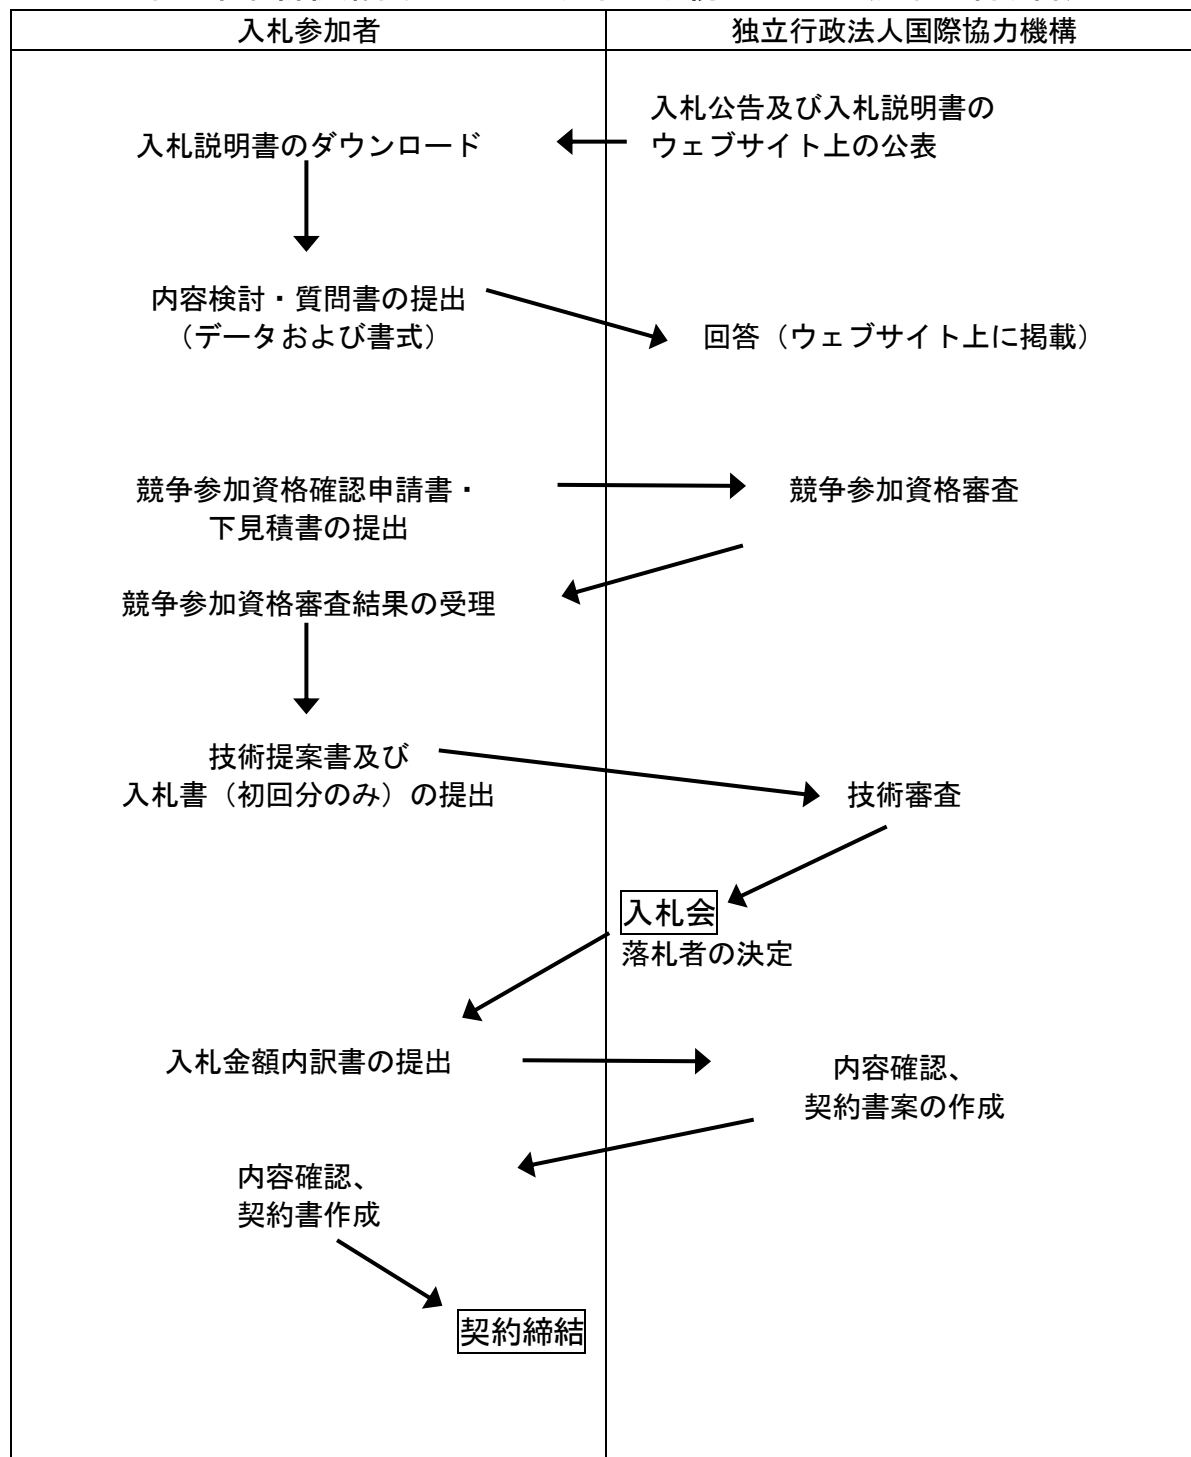 入札参加者
独立行政法人国際協力機構
入札公告及び入札説明書の
ウェブサイト上の公表
入札説明書のダウンロード
内容検討・質問書の提出
（データおよび書式）
回答（ウェブサイト上に掲載）
競争参加資格確認申請書・
下見積書の提出
競争参加資格審査
競争参加資格審査結果の受理
技術提案書及び
入札書（初回分のみ）の提出
技術審査
入札会
落札者の決定
入札金額内訳書の提出
内容確認、
契約書案の作成
内容確認、
契約書作成
契約締結